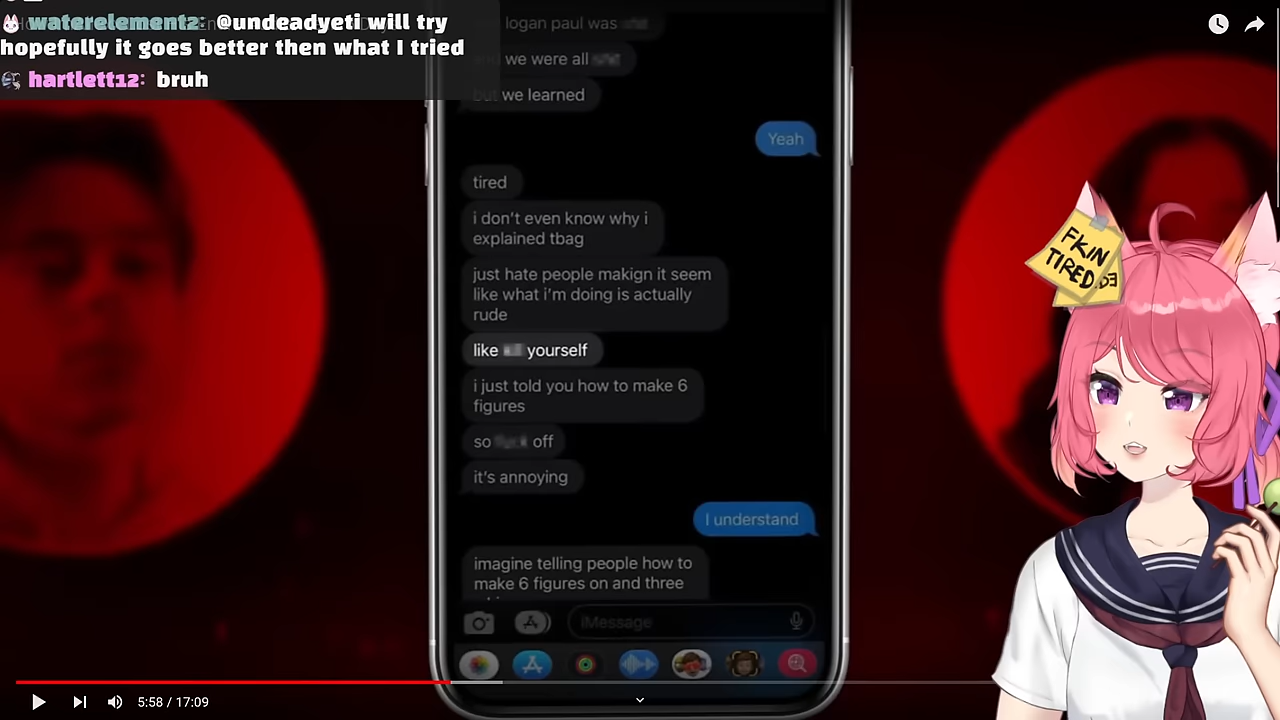 waterelement2: @undeadyeti will try
hopefully it goes better then what I tried
hartlett12: bruh
logan paul was
we were all
but we learned
Yeah
tired
i don't even know why i
explained tbag
just hate people makign it seem
like what i'm doing is actually
rude
like yourself
i just told you how to make 6
figures
so off
it's annoying
I understand
imagine telling people how to
make 6 figures on and three
iMessage
FKIN
TIRED
5:58 / 17:09